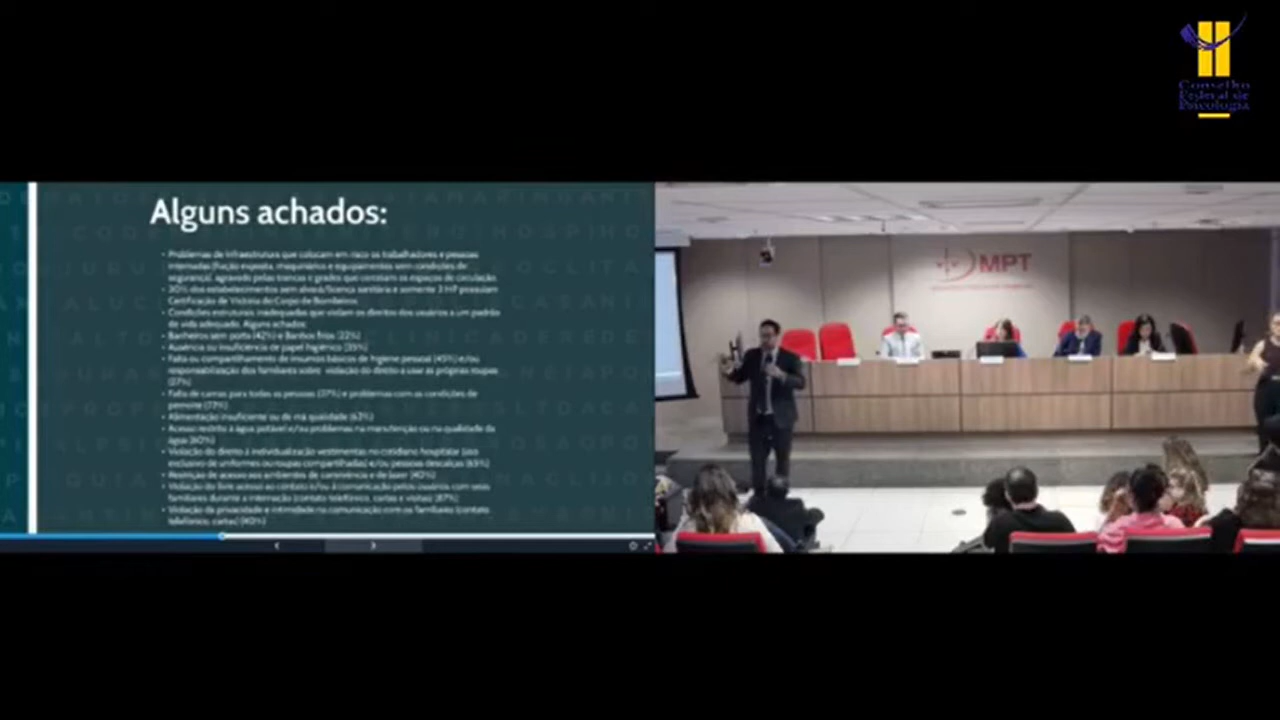 Conselho
Federal de
Psicologia
Alguns achados:
• Problemas de infraestrutura que colocam em risco os trabalhadores e pessoas
internadas (fiação exposta, maquinários e equipamentos sem condições de
segurança), agravado pelas trancas e grades que constam os espaços de circulação.
• 30% dos estabelecimentos sem alvará/licença sanitária e somente 3 HP possuíam
Certificação de Vistoria do Corpo de Bombeiros
• Condições estruturais inadequadas que violam os direitos dos usuários a um padrão
de vida adequado. Alguns achados:
• Banheiros sem porta (42%) e Banhos frios (22%)
• Ausência ou insuficiência de papel higiênico (35%)
• Falta ou compartilhamento de insumos básicos de higiene pessoal (45%) e/ou
responsabilização dos familiares sobre violação do direito a usar as próprias roupas
(27%)
• Falta de camas para todas as pessoas (37%) e problemas com as condições de
pernoite (77%)
• Alimentação insuficiente ou de má qualidade (62%)
• Acesso restrito à água potável e/ou problemas na manutenção ou na qualidade da
água (60%)
• Violação do direito à individualização vestimentas no cotidiano hospitalar (uso
exclusivo de uniformes ou roupas compartilhadas) e/ou pessoas descalças (65%)
• Restrição de acesso aos ambientes de convivência e de lazer (40%)
• Violação do livre acesso ao contato e/ou à comunicação pelos usuários com seus
familiares durante a internação (contato telefônico, cartas e visitas) (87%)
• Violação da privacidade e intimidade na comunicação com os familiares (contato
telefônico, cartas) (90%)
MPT